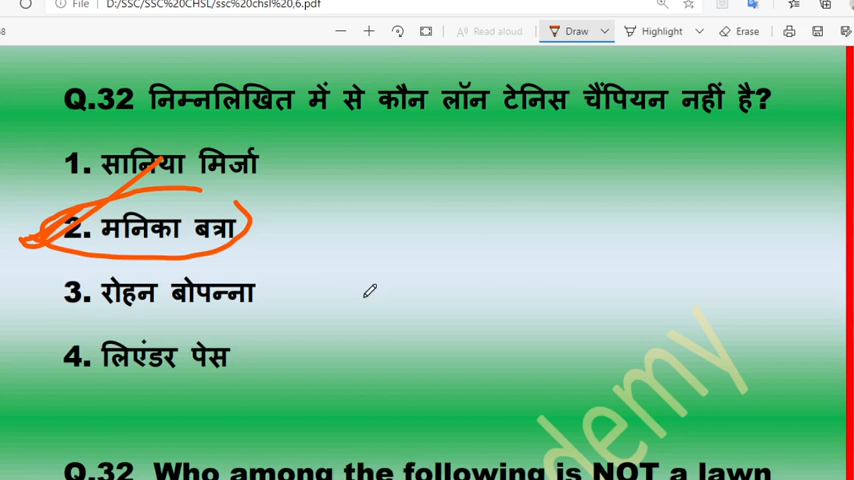 File D:/SSC/SSC%20CHSL/ssc%20chsl%20,6.pdf
Read aloud Draw Highlight Erase
Q.32 निम्नलिखित में से कौन लॉन टेनिस चैंपियन नहीं है?
1. सानिया मिर्जा
2. मनिका बत्रा
3. रोहन बोपन्ना
4. लिएंडर पेस
demy
Q.32 Who among the following is NOT a lawn